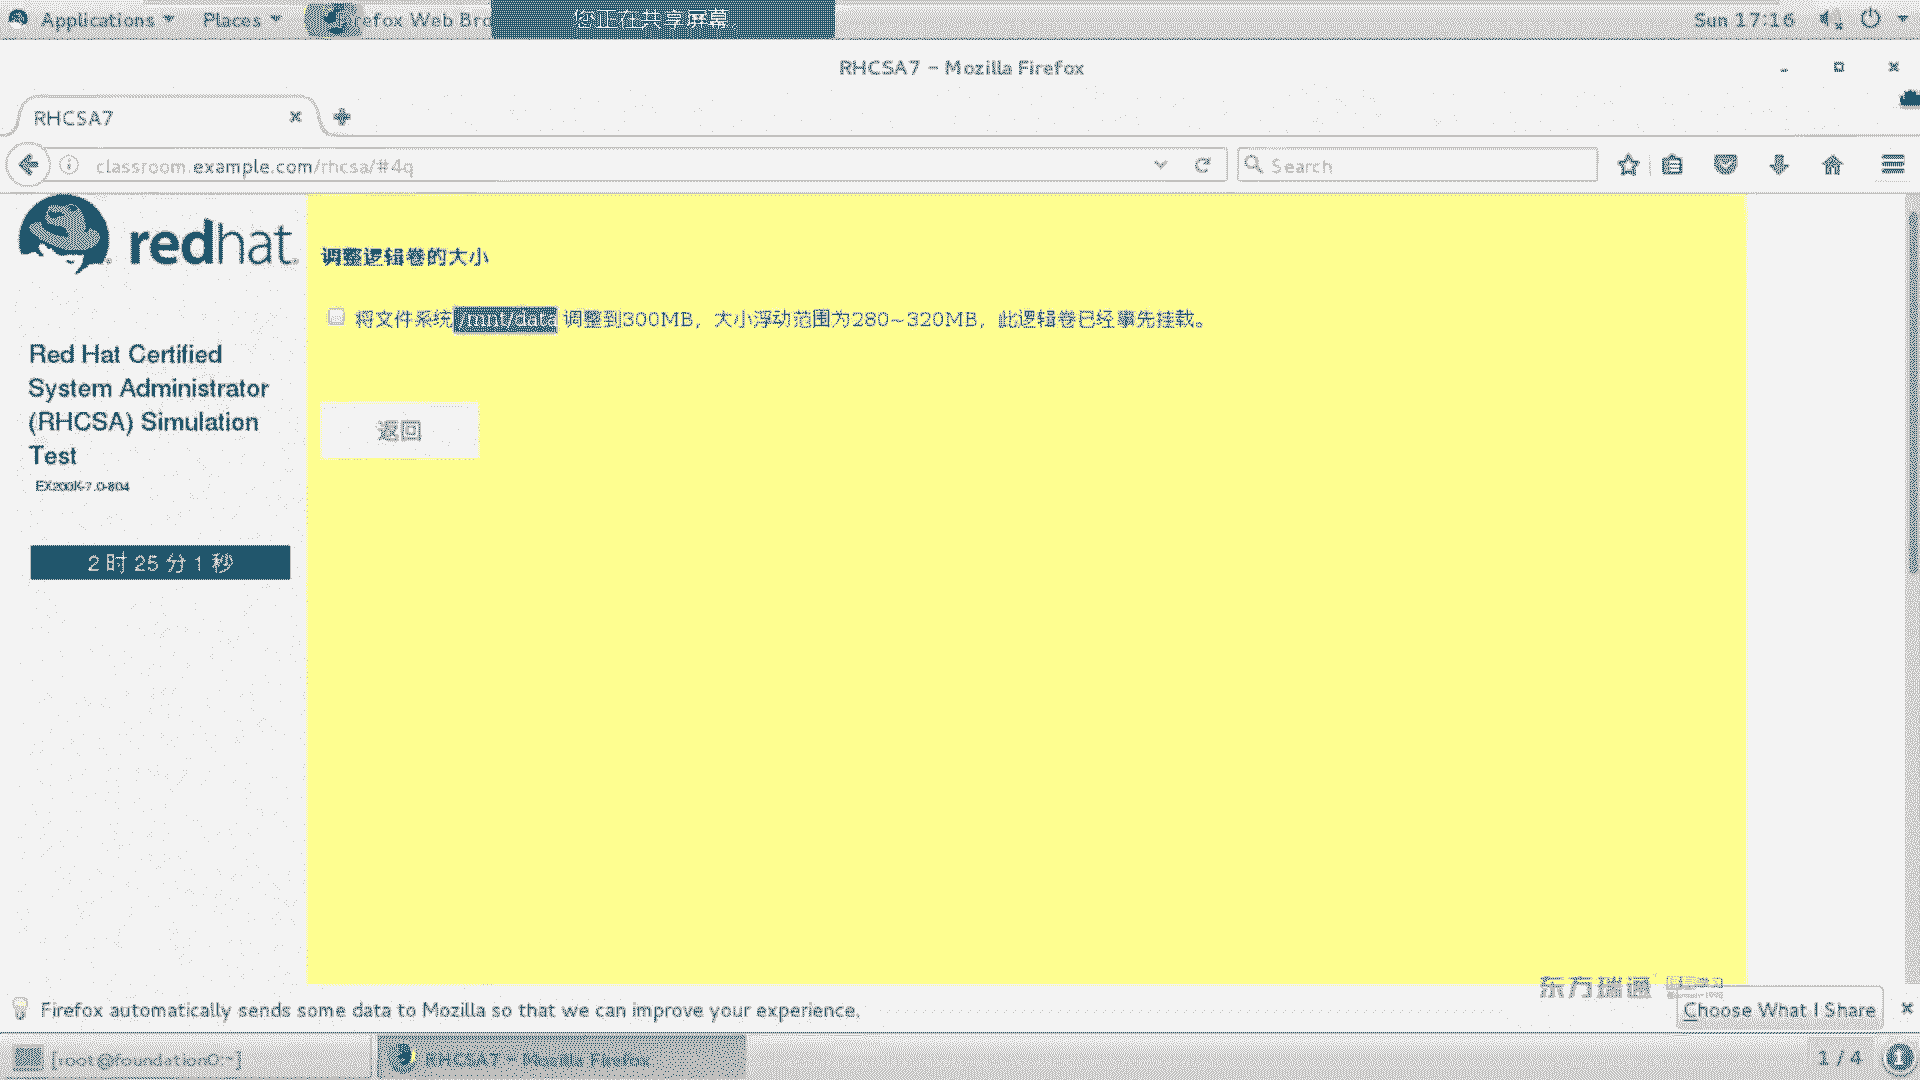 Applications Places Firefox Web Bro 您正在共享屏幕. Sun 17:16
RHCSA7 - Mozilla Firefox
RHCSA7
classroom.example.com/rhcsa/#4q Search
redhat.
调整逻辑卷的大小
将文件系统 /mnt/data 调整到300MB，大小浮动范围为280~320MB，此逻辑卷已经事先挂载。
Red Hat Certified
System Administrator
(RHCSA) Simulation
Test
EX200K-7.0-804
返回
2 时 25 分 1 秒
东方瑞通
Firefox automatically sends some data to Mozilla so that we can improve your experience. Choose What I Share
[root@foundation0:~] RHCSA7 - Mozilla Firefox 1 / 4 1